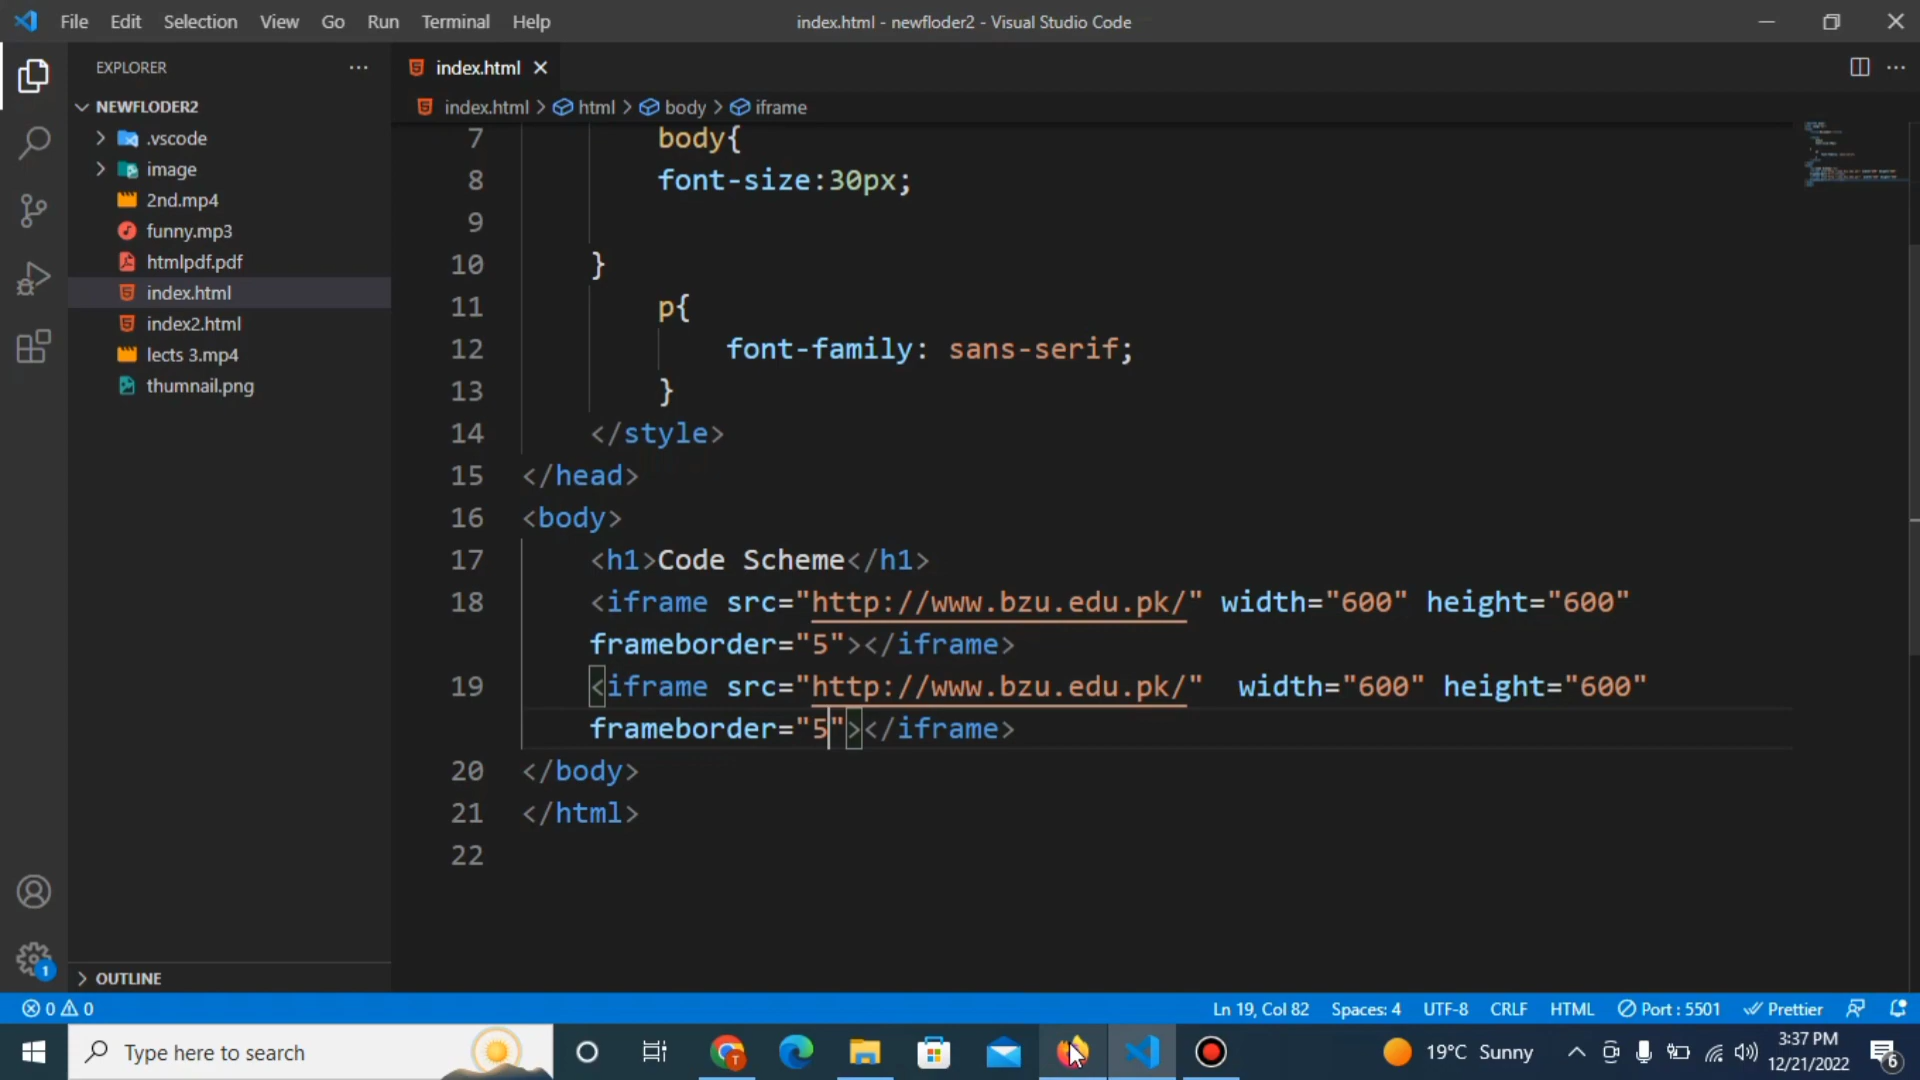 File Edit Selection View Go Run Terminal Help
index.html - newfloder2 - Visual Studio Code
EXPLORER
index.html
NEWFLODER2
index.html > html > body > iframe
.vscode
image
2nd.mp4
funny.mp3
htmlpdf.pdf
index.html
index2.html
lects 3.mp4
thumnail.png
7 body{
8 font-size:30px;
9
10 }
11 p{
12 font-family: sans-serif;
13 }
14 </style>
15 </head>
16 <body>
17 <h1>Code Scheme</h1>
18 <iframe src="http://www.bzu.edu.pk/" width="600" height="600"
frameborder="5"></iframe>
19 <iframe src="http://www.bzu.edu.pk/"  width="600" height="600"
frameborder="5"></iframe>
20 </body>
21 </html>
22
OUTLINE
1
0 0
Ln 19, Col 82 Spaces: 4 UTF-8 CRLF HTML Port : 5501 Prettier
Type here to search
T
19°C Sunny
3:37 PM
12/21/2022
6